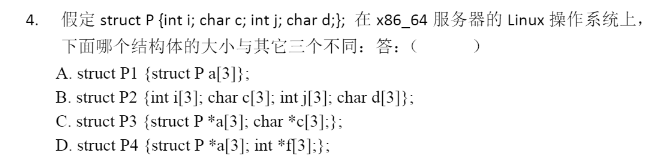 4. 假定 struct P {int i; char c; int j; char d;}; 在 x86_64 服务器的 Linux 操作系统上，
下面哪个结构体的大小与其它三个不同：答：（ ）
A. struct P1 {struct P a[3]};
B. struct P2 {int i[3]; char c[3]; int j[3]; char d[3]};
C. struct P3 {struct P *a[3]; char *c[3];};
D. struct P4 {struct P *a[3]; int *f[3];};